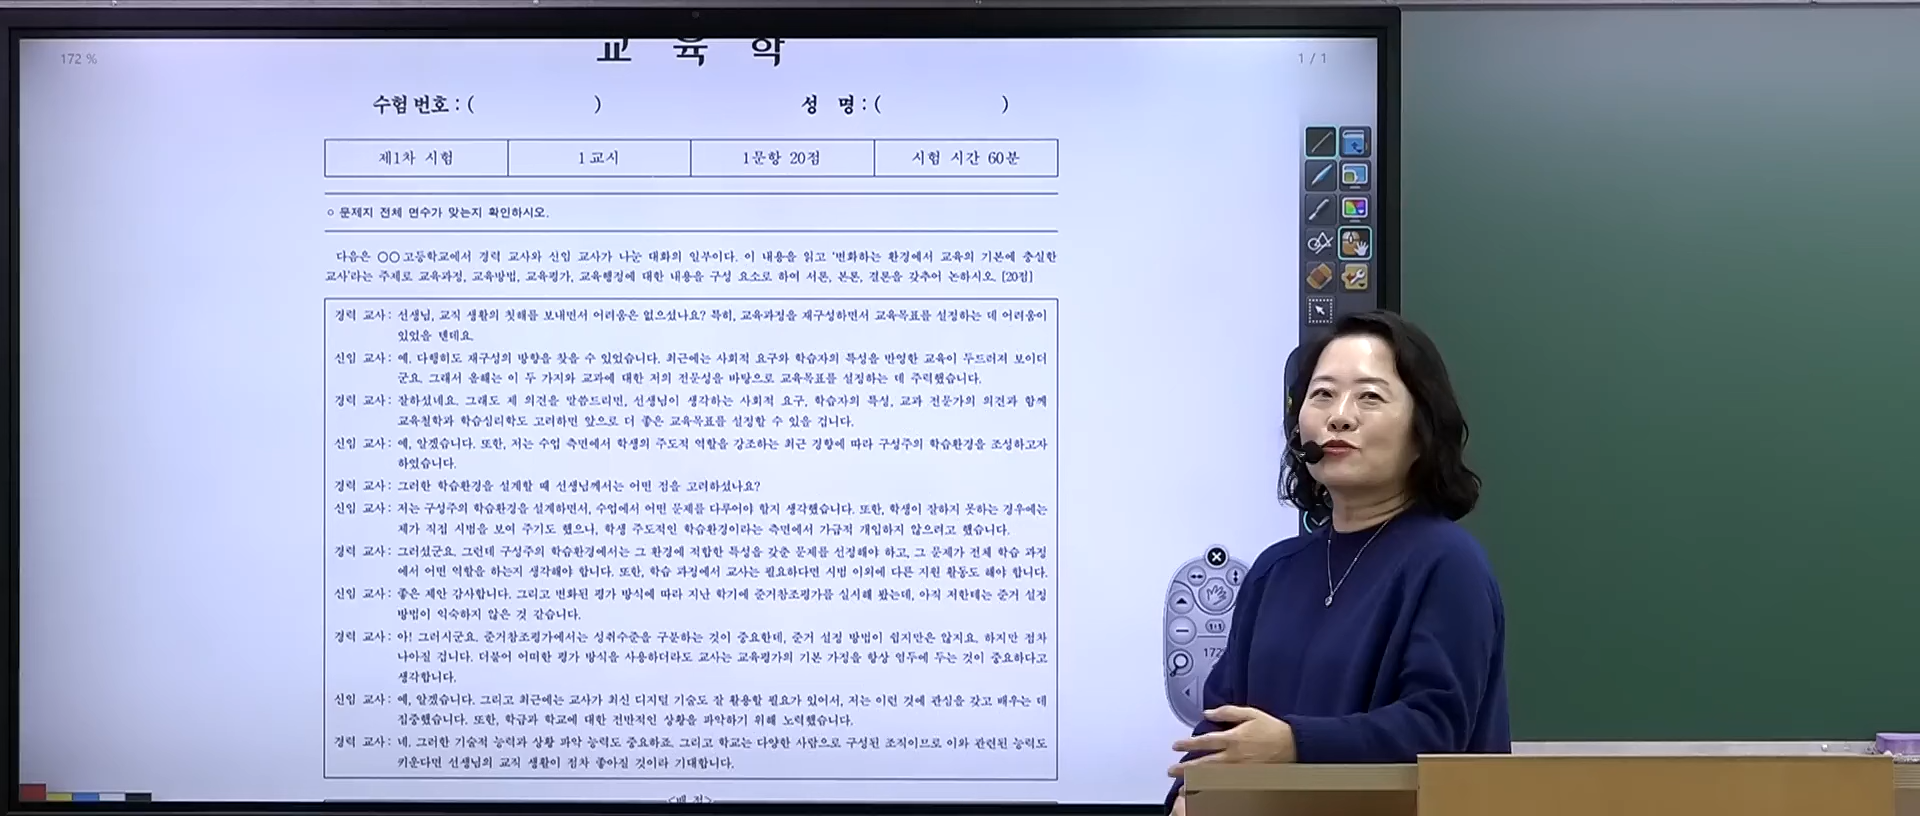 172 %
1 / 1
교 육 학
수험 번호 : ( )
성 명 : ( )
제1차 시험
1 교시
1문항 20점
시험 시간 60분
○ 문제지 전체 면수가 맞는지 확인하시오.
다음은 ○○고등학교에서 경력 교사와 신임 교사가 나눈 대화의 일부이다. 이 내용을 읽고 '변화하는 환경에서 교육의 기본에 충실한
교사'라는 주제로 교육과정, 교육방법, 교육평가, 교육행정에 대한 내용을 구성 요소로 하여 서론, 본론, 결론을 갖추어 논하시오. [20점]
경력 교사 : 선생님, 교직 생활의 첫해를 보내면서 어려움은 없으셨나요? 특히, 교육과정을 재구성하면서 교육목표를 설정하는 데 어려움이
있었을 텐데요.
신임 교사 : 예, 다행히도 재구성의 방향을 찾을 수 있었습니다. 최근에는 사회적 요구와 학습자의 특성을 반영한 교육이 두드러져 보이더
군요. 그래서 올해는 이 두 가지와 교과에 대한 저의 전문성을 바탕으로 교육목표를 설정하는 데 주력했습니다.
경력 교사 : 잘하셨네요. 그래도 제 의견을 말씀드리면, 선생님이 생각하는 사회적 요구, 학습자의 특성, 교과 전문가의 의견과 함께
교육철학과 학습심리학도 고려하면 앞으로 더 좋은 교육목표를 설정할 수 있을 겁니다.
신임 교사 : 예, 알겠습니다. 또한, 저는 수업 측면에서 학생의 주도적 역할을 강조하는 최근 경향에 따라 구성주의 학습환경을 조성하고자
하였습니다.
경력 교사 : 그러한 학습환경을 설계할 때 선생님께서는 어떤 점을 고려하셨나요?
신임 교사 : 저는 구성주의 학습환경을 설계하면서, 수업에서 어떤 문제를 다루어야 할지 생각했습니다. 또한, 학생이 잘하지 못하는 경우에는
제가 직접 시범을 보여 주기도 했으나, 학생 주도적인 학습환경이라는 측면에서 가급적 개입하지 않으려고 했습니다.
경력 교사 : 그러셨군요. 그런데 구성주의 학습환경에서는 그 환경에 적합한 특성을 갖춘 문제를 선정해야 하고, 그 문제가 전체 학습 과정
에서 어떤 역할을 하는지 생각해야 합니다. 또한, 학습 과정에서 교사는 필요하다면 시범 이외에 다른 지원 활동도 해야 합니다.
신임 교사 : 좋은 제안 감사합니다. 그리고 변화된 평가 방식에 따라 지난 학기에 준거참조평가를 실시해 봤는데, 아직 저한테는 준거 설정
방법이 익숙하지 않은 것 같습니다.
경력 교사 : 아! 그러시군요. 준거참조평가에서는 성취수준을 구분하는 것이 중요한데, 준거 설정 방법이 쉽지만은 않지요. 하지만 점차
나아질 겁니다. 더불어 어떠한 평가 방식을 사용하더라도 교사는 교육평가의 기본 가정을 항상 염두에 두는 것이 중요하다고
생각합니다.
신임 교사 : 예, 알겠습니다. 그리고 최근에는 교사가 최신 디지털 기술도 잘 활용할 필요가 있어서, 저는 이런 것에 관심을 갖고 배우는 데
집중했습니다. 또한, 학급과 학교에 대한 전반적인 상황을 파악하기 위해 노력했습니다.
경력 교사 : 네, 그러한 기술적 능력과 상황 파악 능력도 중요하죠. 그리고 학교는 다양한 사람으로 구성된 조직이므로 이와 관련된 능력도
키운다면 선생님의 교직 생활이 점차 좋아질 것이라 기대합니다.
<배 점>